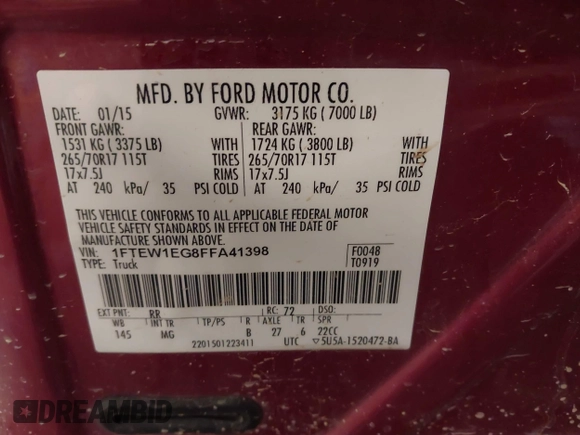 MFD. BY FORD MOTOR CO.
DATE: 01/15 GVWR: 3175 KG ( 7000 LB)
FRONT GAWR: REAR GAWR:
1531 KG ( 3375 LB) WITH 1724 KG ( 3800 LB) WITH
265/70R17 115T TIRES 265/70R17 115T TIRES
17x7.5J RIMS 17x7.5J RIMS
AT 240 kPa/ 35 PSI COLD AT 240 kPa/ 35 PSI COLD
THIS VEHICLE CONFORMS TO ALL APPLICABLE FEDERAL MOTOR
VEHICLE SAFETY STANDARDS IN EFFECT ON THE DATE OF
MANUFACTURE SHOWN ABOVE.
VIN: 1FTEW1EG8FFA41398 F0048
TYPE: Truck T0919
EXT PNT: RR RC: 72 DSO:
WB INT TR TP/PS R AXLE TR SPR
145 MG B 27 6 22CC
2201501223411 UTC ▽5U5A-1520472-BA
DREAMBID